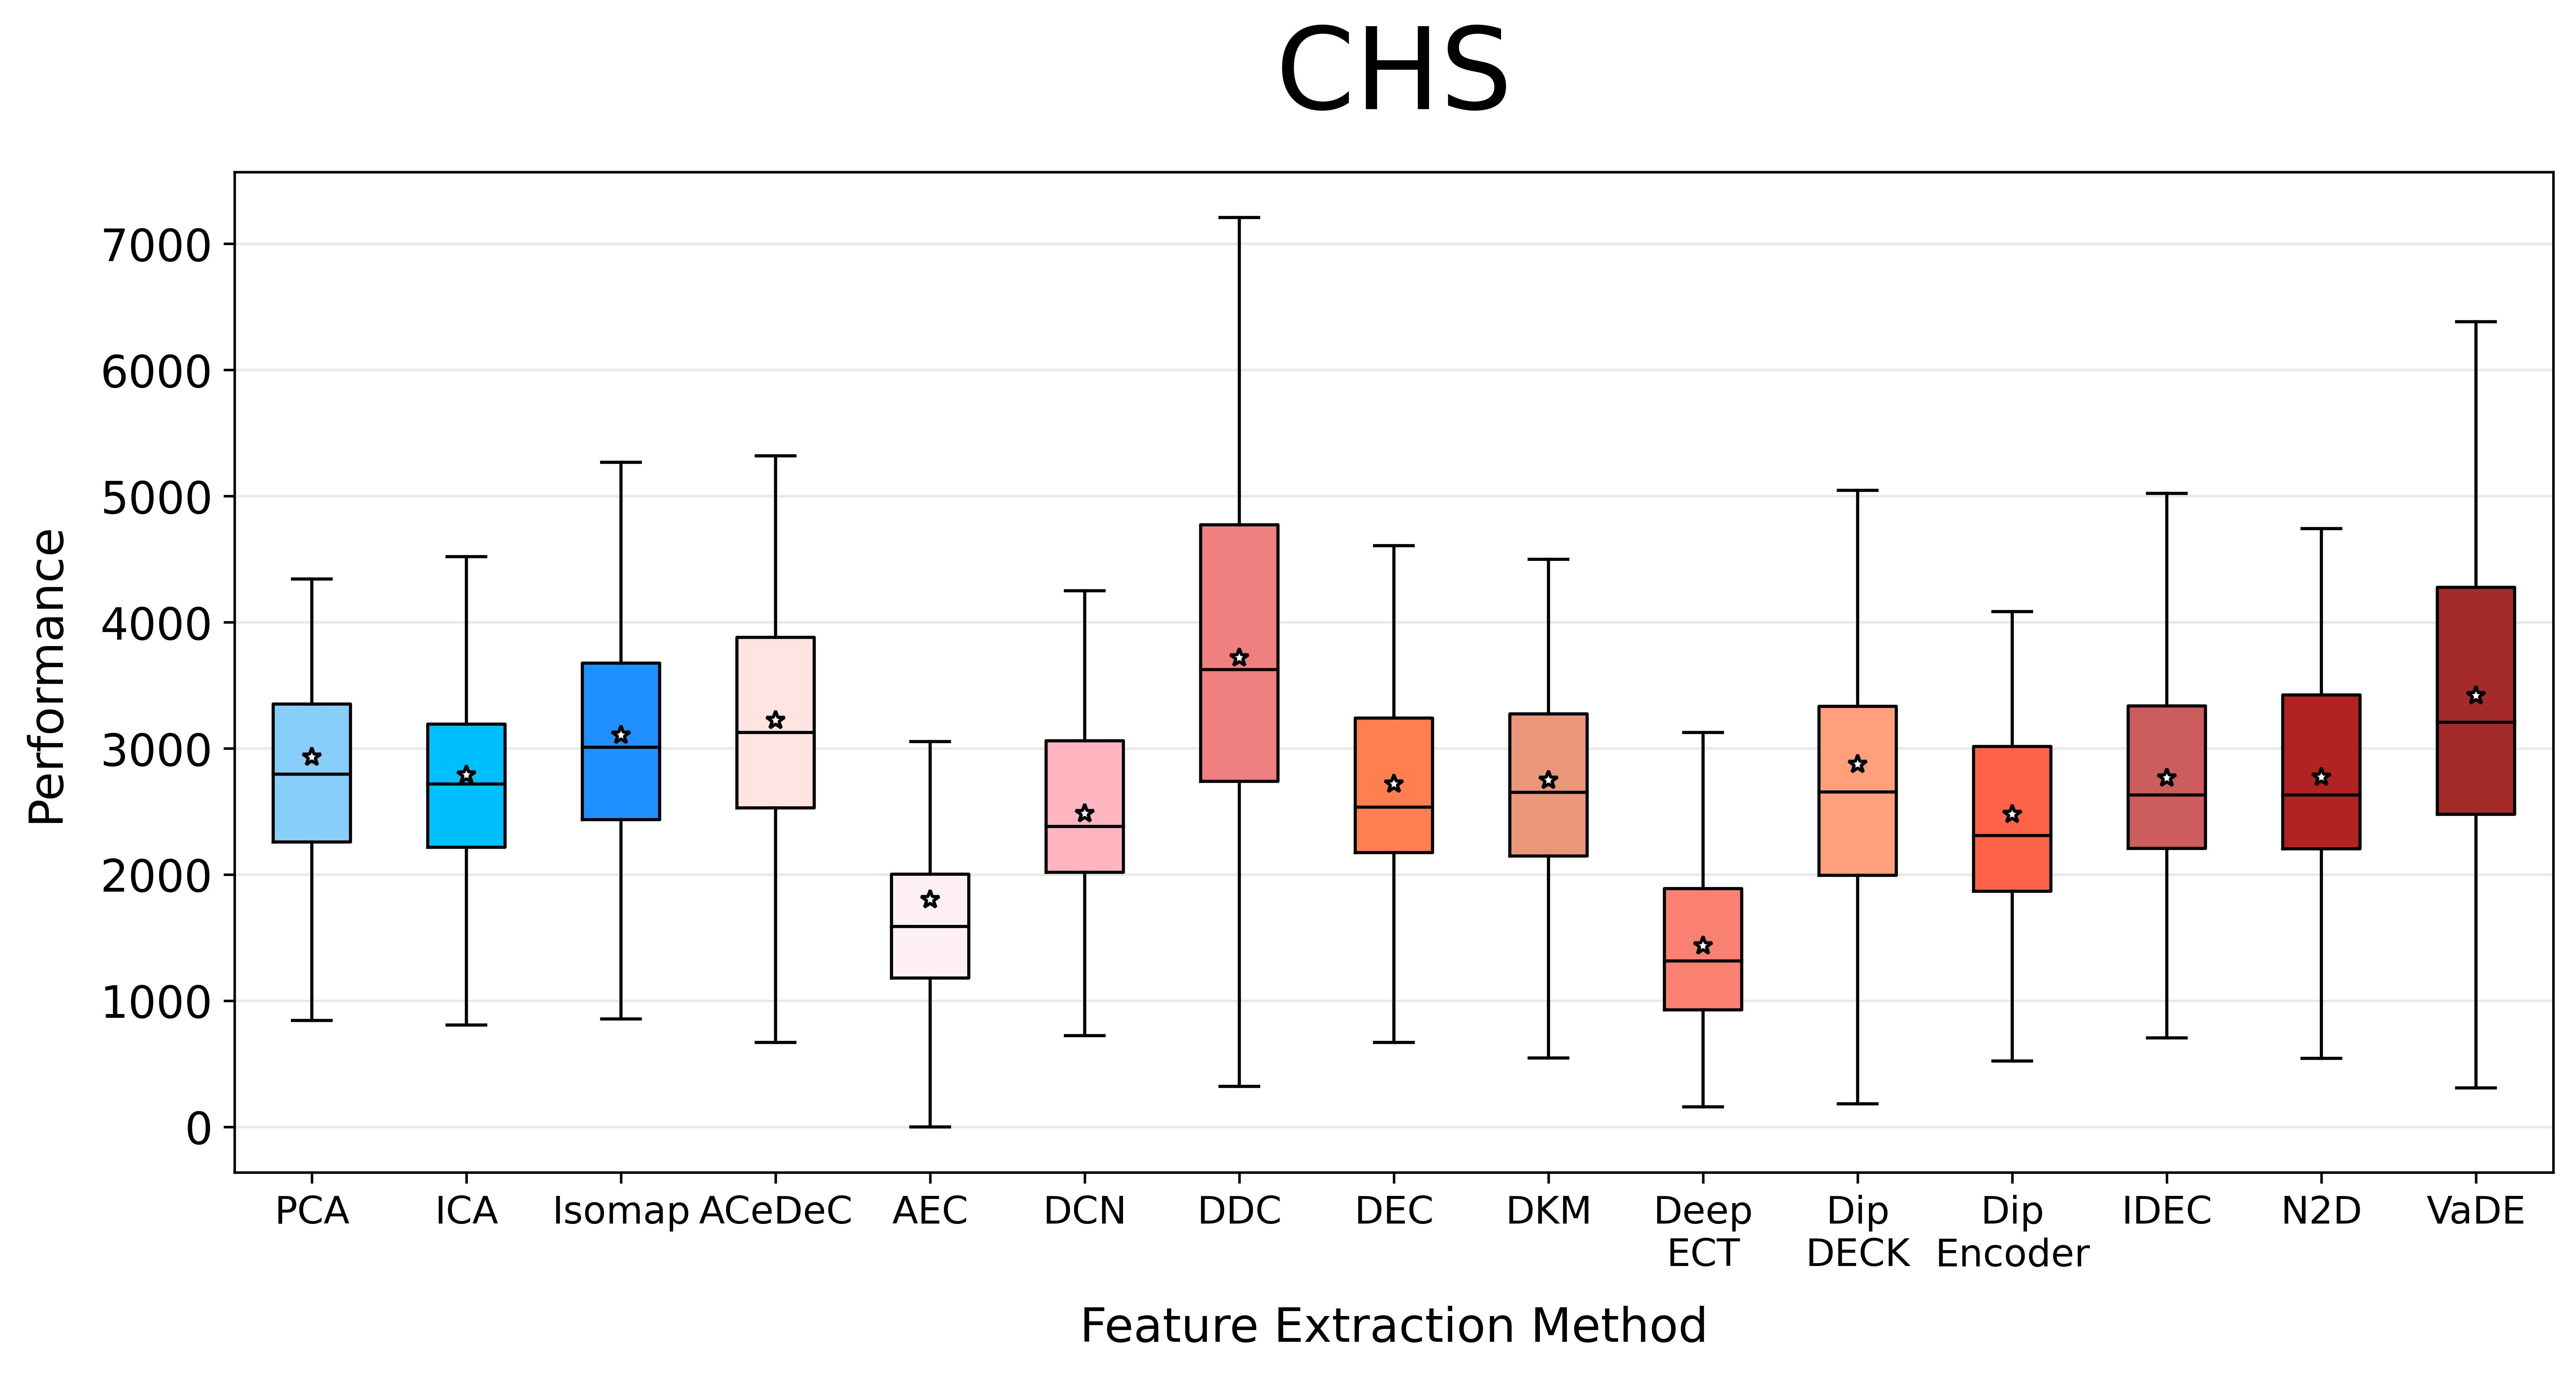 CHS
Performance
7000
6000
5000
4000
3000
2000
1000
0
PCA ICA Isomap ACeDeC AEC DCN DDC DEC DKM Deep Dip Dip IDEC N2D VaDE
ECT DECK Encoder
Feature Extraction Method